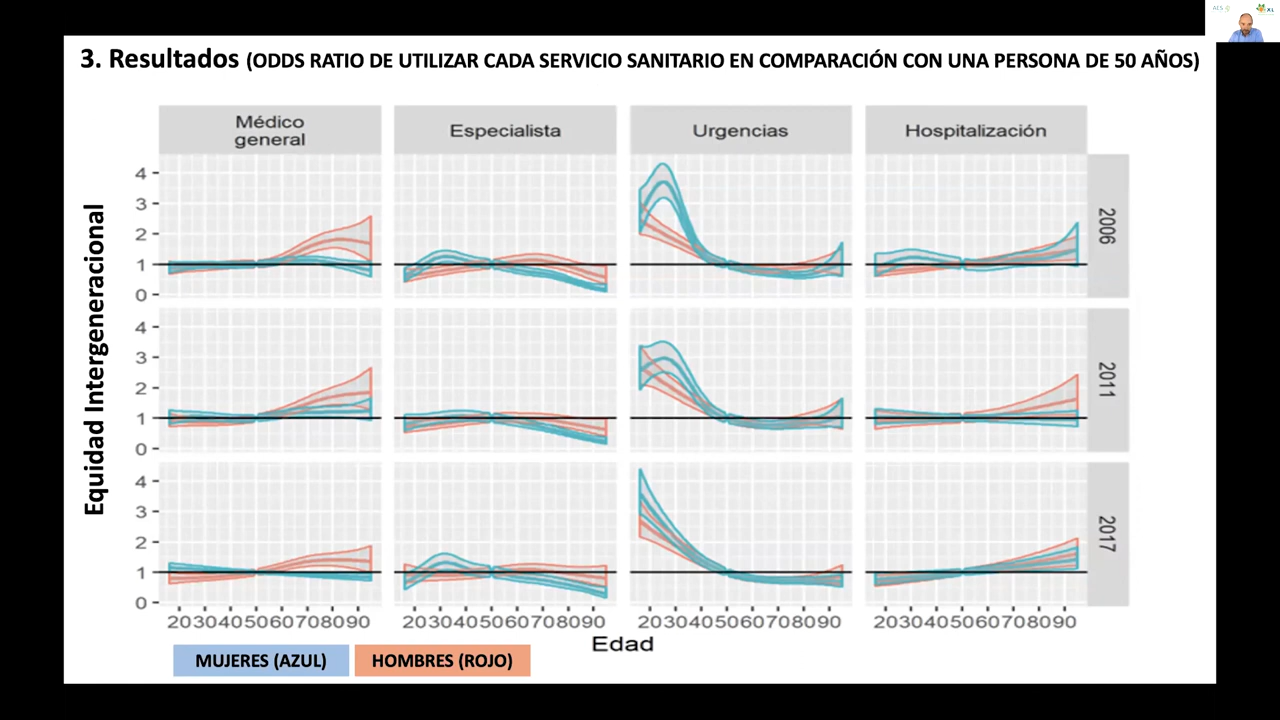 AES
XL
3. Resultados (ODDS RATIO DE UTILIZAR CADA SERVICIO SANITARIO EN COMPARACIÓN CON UNA PERSONA DE 50 AÑOS)
Médico
general
Especialista
Urgencias
Hospitalización
Equidad Intergeneracional
4
3
2
1
0
2006
4
3
2
1
0
2011
4
3
2
1
0
2017
20 30 40 50 60 70 80 90
20 30 40 50 60 70 80 90
20 30 40 50 60 70 80 90
20 30 40 50 60 70 80 90
Edad
MUJERES (AZUL)
HOMBRES (ROJO)